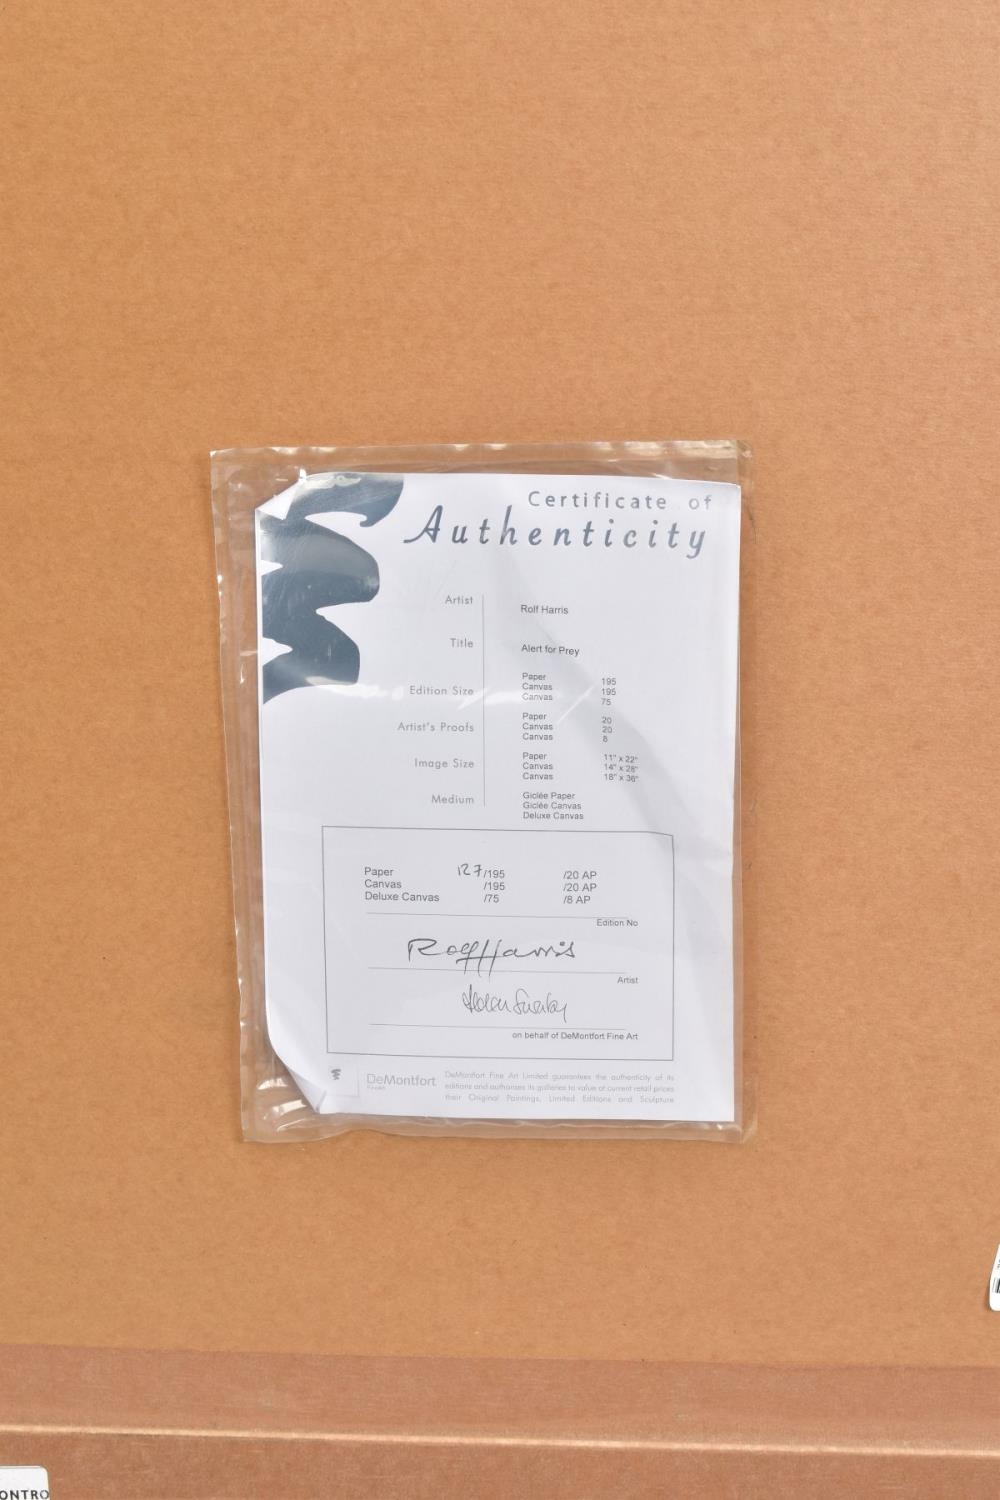 Certificate of
Authenticity
Artist Rolf Harris
Title Alert for Prey
Edition Size Paper 195
Canvas 195
Canvas 75
Artist's Proofs Paper 20
Canvas 20
Canvas 8
Image Size Paper 11" x 22"
Canvas 14" x 28"
Canvas 18" x 36"
Medium Giclée Paper
Giclée Canvas
Deluxe Canvas
Paper 127/195 /20 AP
Canvas /195 /20 AP
Deluxe Canvas /75 /8 AP
Edition No
Rolf Harris
Artist
on behalf of DeMontfort Fine Art
DeMontfort
DeMontfort Fine Art Limited guarantees the authenticity of its
editions and authorises its galleries to value at current retail prices
their Original Paintings, Limited Editions and Sculpture
ONTRO